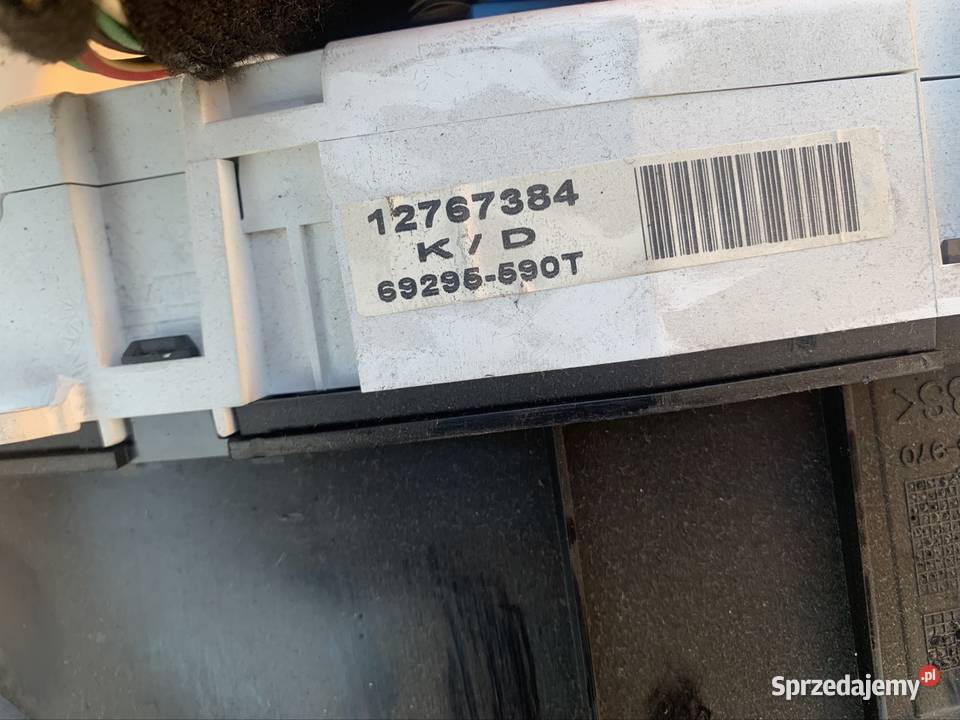 12767384
K / D
69295-590T
Sprzedajemy.pl